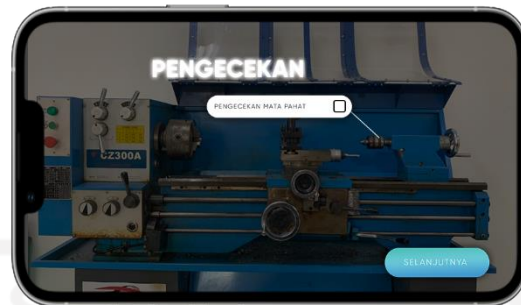 PENGECEKAN
PENGECEKAN MATA PAHAT
CZ300A
SELANJUTNYA